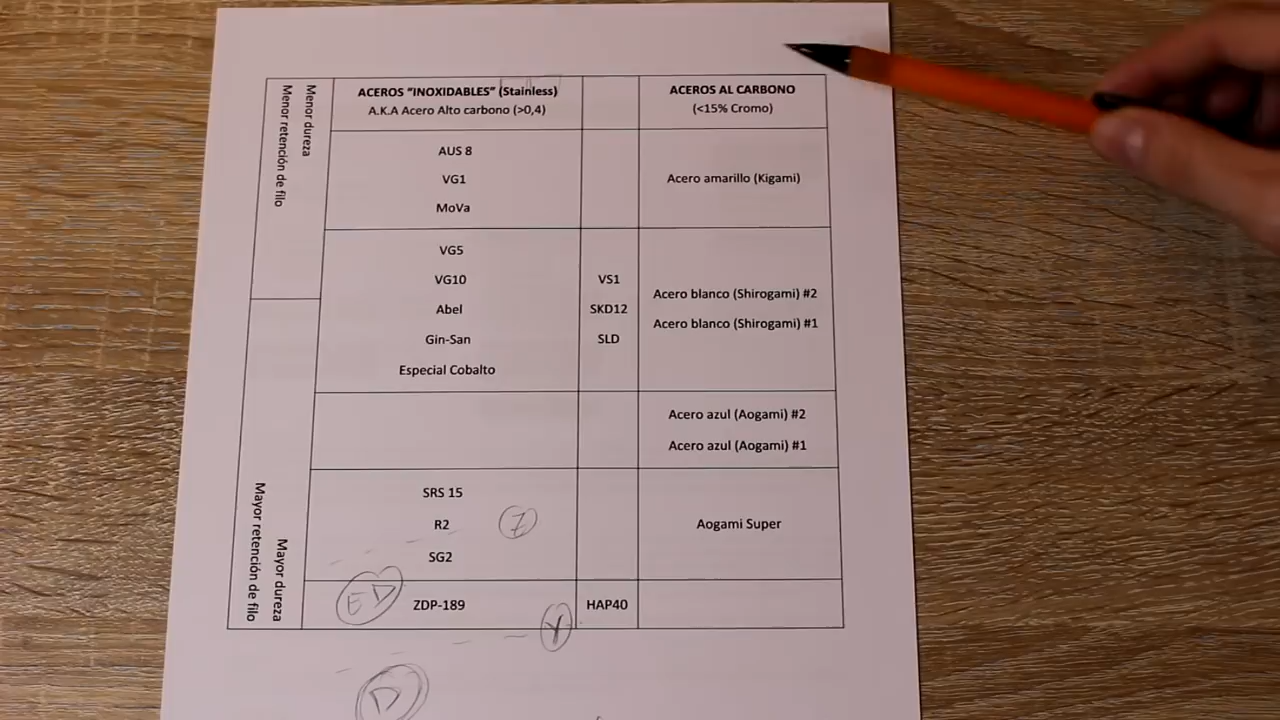 Menor dureza
Menor retención de filo
ACEROS “INOXIDABLES” (Stainless)
A.K.A Acero Alto carbono (>0,4)
ACEROS AL CARBONO
(<15% Cromo)
AUS 8
VG1
MoVa
Acero amarillo (Kigami)
VG5
VG10
Abel
Gin-San
Especial Cobalto
VS1
SKD12
SLD
Acero blanco (Shirogami) #2
Acero blanco (Shirogami) #1
Acero azul (Aogami) #2
Acero azul (Aogami) #1
Mayor dureza
Mayor retención de filo
SRS 15
R2
SG2
Aogami Super
ZDP-189
HAP40
ED
Y
D